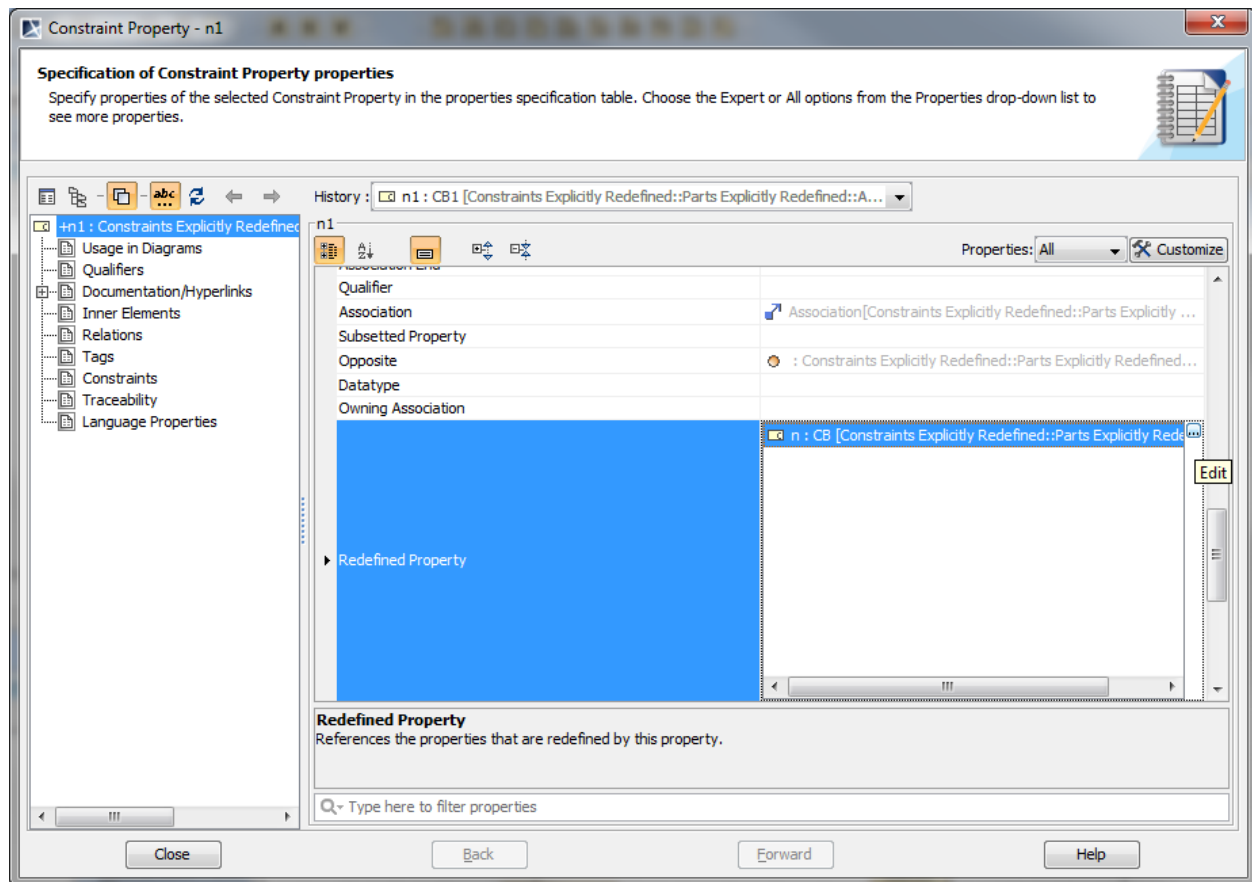 Constraint Property - n1
Specification of Constraint Property properties
Specify properties of the selected Constraint Property in the properties specification table. Choose the Expert or All options from the Properties drop-down list to
see more properties.
abc
History :
n1 : CB1 [Constraints Explicitly Redefined::Parts Explicitly Redefined::A...
+n1 : Constraints Explicitly Redefined
Usage in Diagrams
Qualifiers
Documentation/Hyperlinks
Inner Elements
Relations
Tags
Constraints
Traceability
Language Properties
n1
Properties: All
Customize
Association End
Qualifier
Association
Association[Constraints Explicitly Redefined::Parts Explicitly ...
Subsetted Property
Opposite
: Constraints Explicitly Redefined::Parts Explicitly Redefined...
Datatype
Owning Association
Redefined Property
n : CB [Constraints Explicitly Redefined::Parts Explicitly Rede
...
Edit
Redefined Property
References the properties that are redefined by this property.
Type here to filter properties
Close
Back
Forward
Help